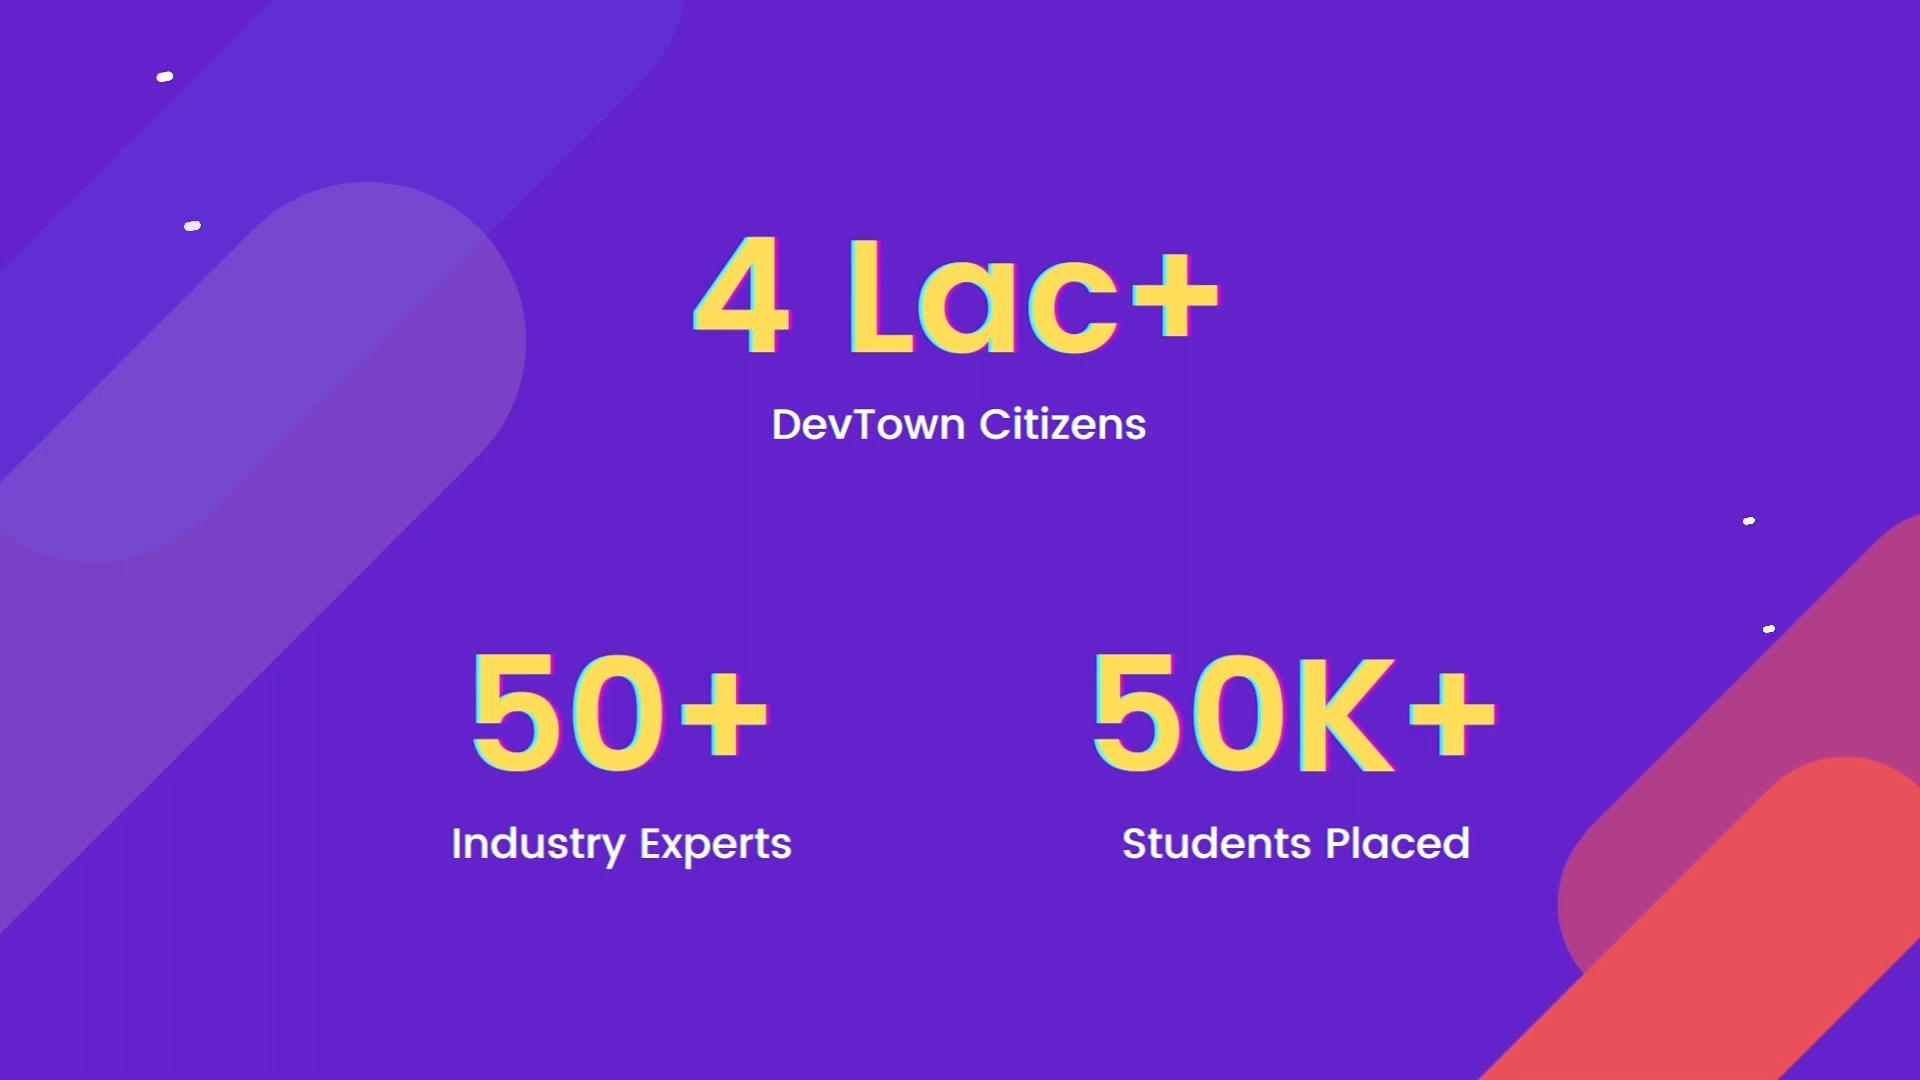 4 Lac+
DevTown Citizens
50+
Industry Experts
50K+
Students Placed